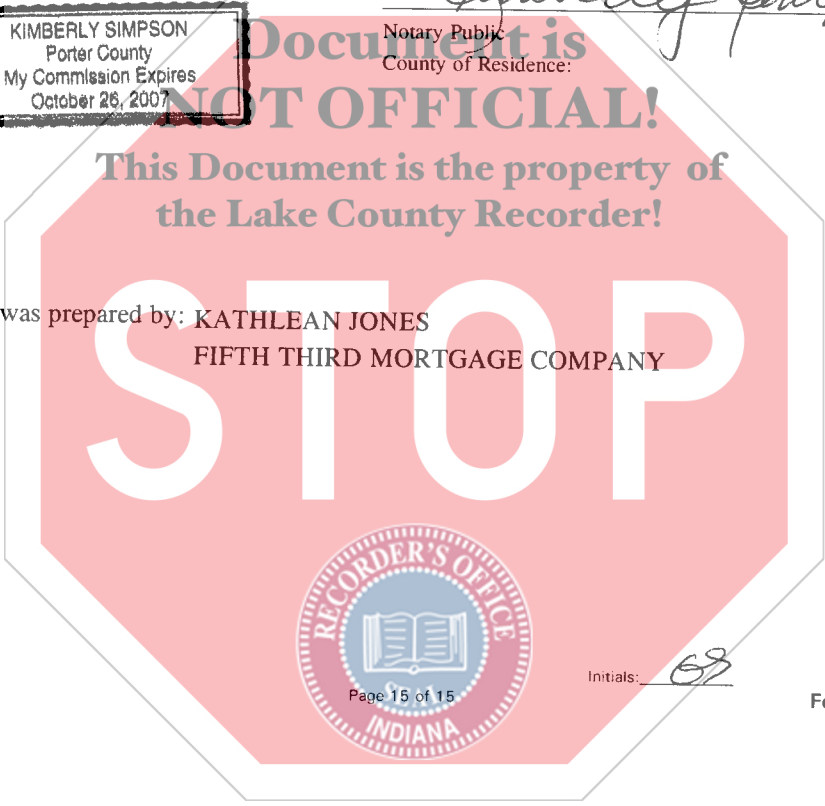 KIMBERLY SIMPSON
Porter County
My Commission Expires
October 26, 2007
Notary Public
County of Residence:
Document is
NOT OFFICIAL!
This Document is the property of
the Lake County Recorder!
was prepared by: KATHLEAN JONES
FIFTH THIRD MORTGAGE COMPANY
STOP
RECORDER'S OFFICE
SEAL
INDIANA
Page 15 of 15
Initials: